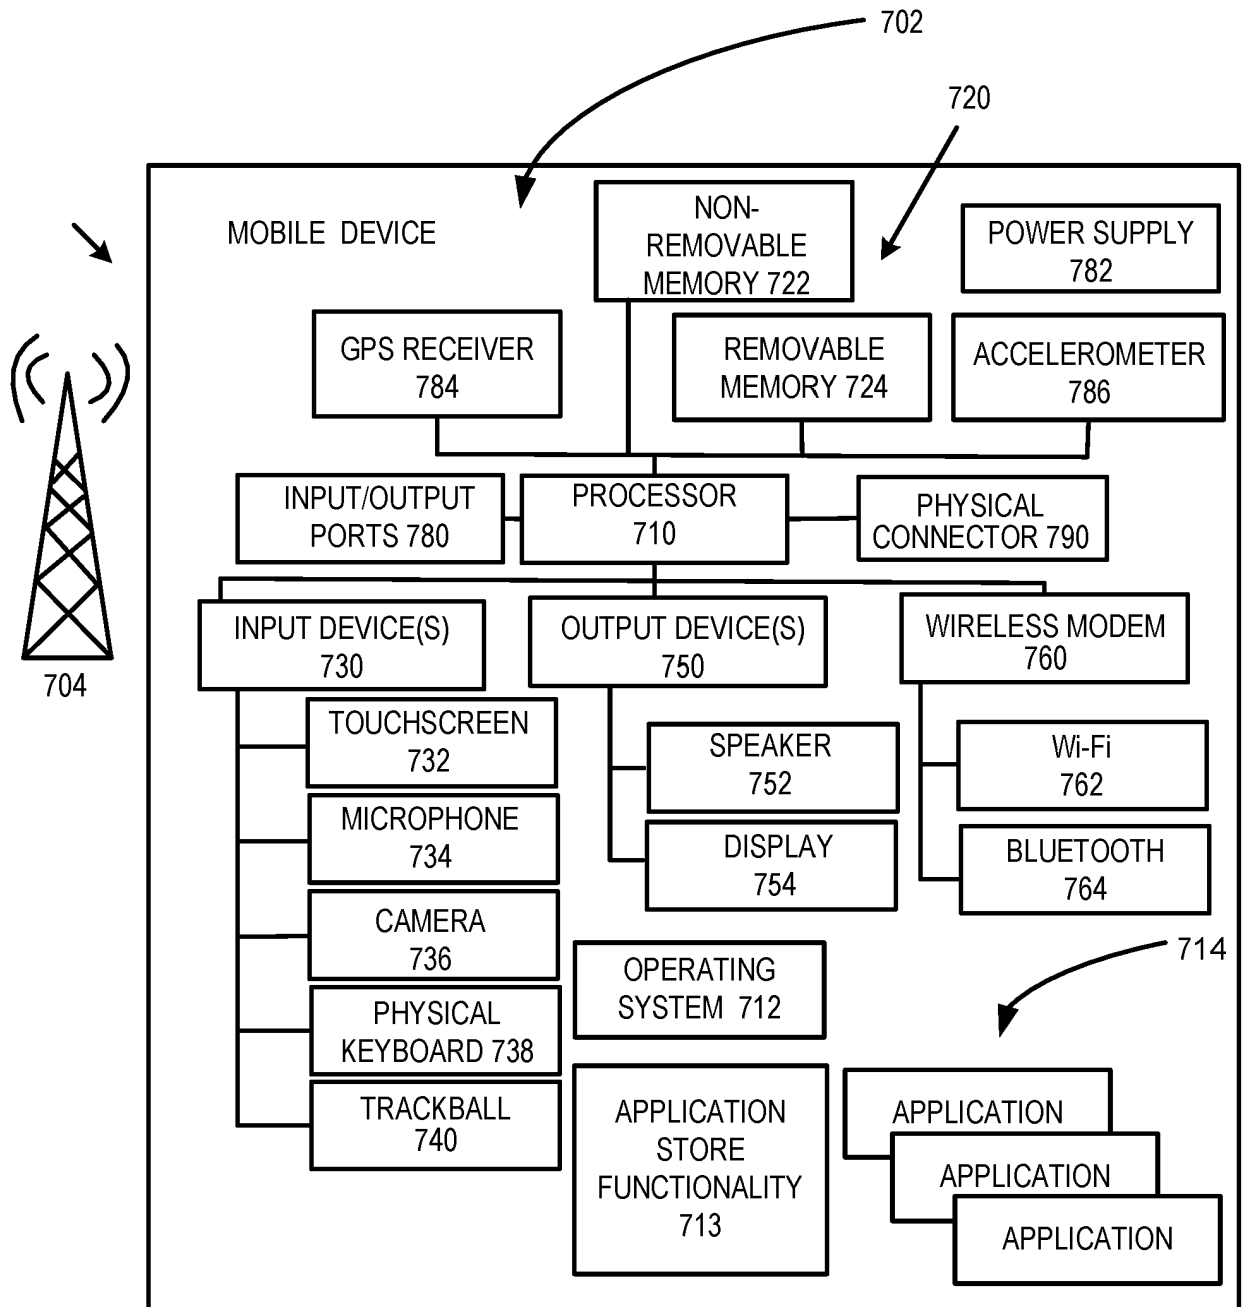 702
720
MOBILE DEVICE
NON-
REMOVABLE
MEMORY 722
POWER SUPPLY
782
GPS RECEIVER
784
REMOVABLE
MEMORY 724
ACCELEROMETER
786
INPUT/OUTPUT
PORTS 780
PROCESSOR
710
PHYSICAL
CONNECTOR 790
704
INPUT DEVICE(S)
730
OUTPUT DEVICE(S)
750
WIRELESS MODEM
760
TOUCHSCREEN
732
SPEAKER
752
Wi-Fi
762
MICROPHONE
734
DISPLAY
754
BLUETOOTH
764
CAMERA
736
OPERATING
SYSTEM 712
714
PHYSICAL
KEYBOARD 738
TRACKBALL
740
APPLICATION
STORE
FUNCTIONALITY
713
APPLICATION
APPLICATION
APPLICATION